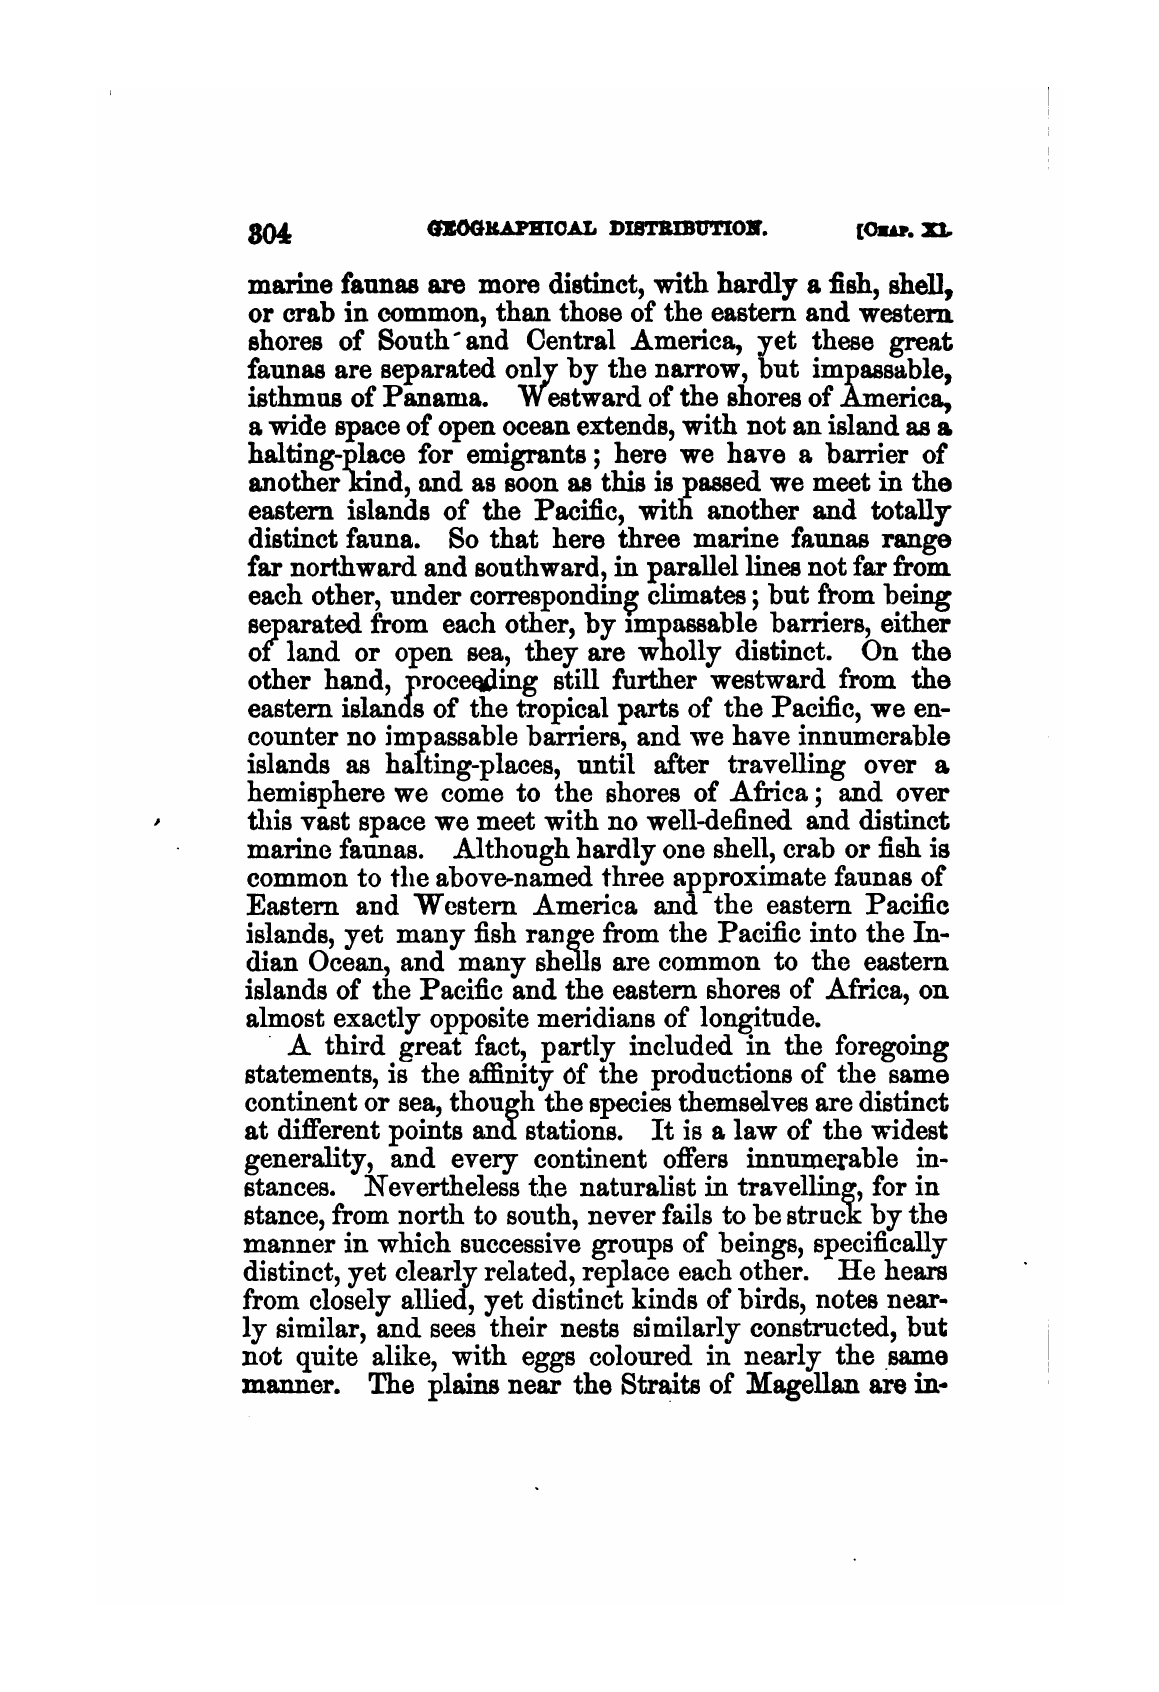 304 GEOGRAPHICAL DISTRIBUTION. [CHAP. XI.
marine faunas are more distinct, with hardly a fish, shell,
or crab in common, than those of the eastern and western
shores of South and Central America, yet these great
faunas are separated only by the narrow, but impassable,
isthmus of Panama. Westward of the shores of America,
a wide space of open ocean extends, with not an island as a
halting-place for emigrants; here we have a barrier of
another kind, and as soon as this is passed we meet in the
eastern islands of the Pacific, with another and totally
distinct fauna. So that here three marine faunas range
far northward and southward, in parallel lines not far from
each other, under corresponding climates; but from being
separated from each other, by impassable barriers, either
of land or open sea, they are wholly distinct. On the
other hand, proceeding still further westward from the
eastern islands of the tropical parts of the Pacific, we en-
counter no impassable barriers, and we have innumerable
islands as halting-places, until after travelling over a
hemisphere we come to the shores of Africa; and over
this vast space we meet with no well-defined and distinct
marine faunas. Although hardly one shell, crab or fish is
common to the above-named three approximate faunas of
Eastern and Western America and the eastern Pacific
islands, yet many fish range from the Pacific into the In-
dian Ocean, and many shells are common to the eastern
islands of the Pacific and the eastern shores of Africa, on
almost exactly opposite meridians of longitude.
A third great fact, partly included in the foregoing
statements, is the affinity of the productions of the same
continent or sea, though the species themselves are distinct
at different points and stations. It is a law of the widest
generality, and every continent offers innumerable in-
stances. Nevertheless the naturalist in travelling, for in
stance, from north to south, never fails to be struck by the
manner in which successive groups of beings, specifically
distinct, yet clearly related, replace each other. He hears
from closely allied, yet distinct kinds of birds, notes near-
ly similar, and sees their nests similarly constructed, but
not quite alike, with eggs coloured in nearly the same
manner. The plains near the Straits of Magellan are in-